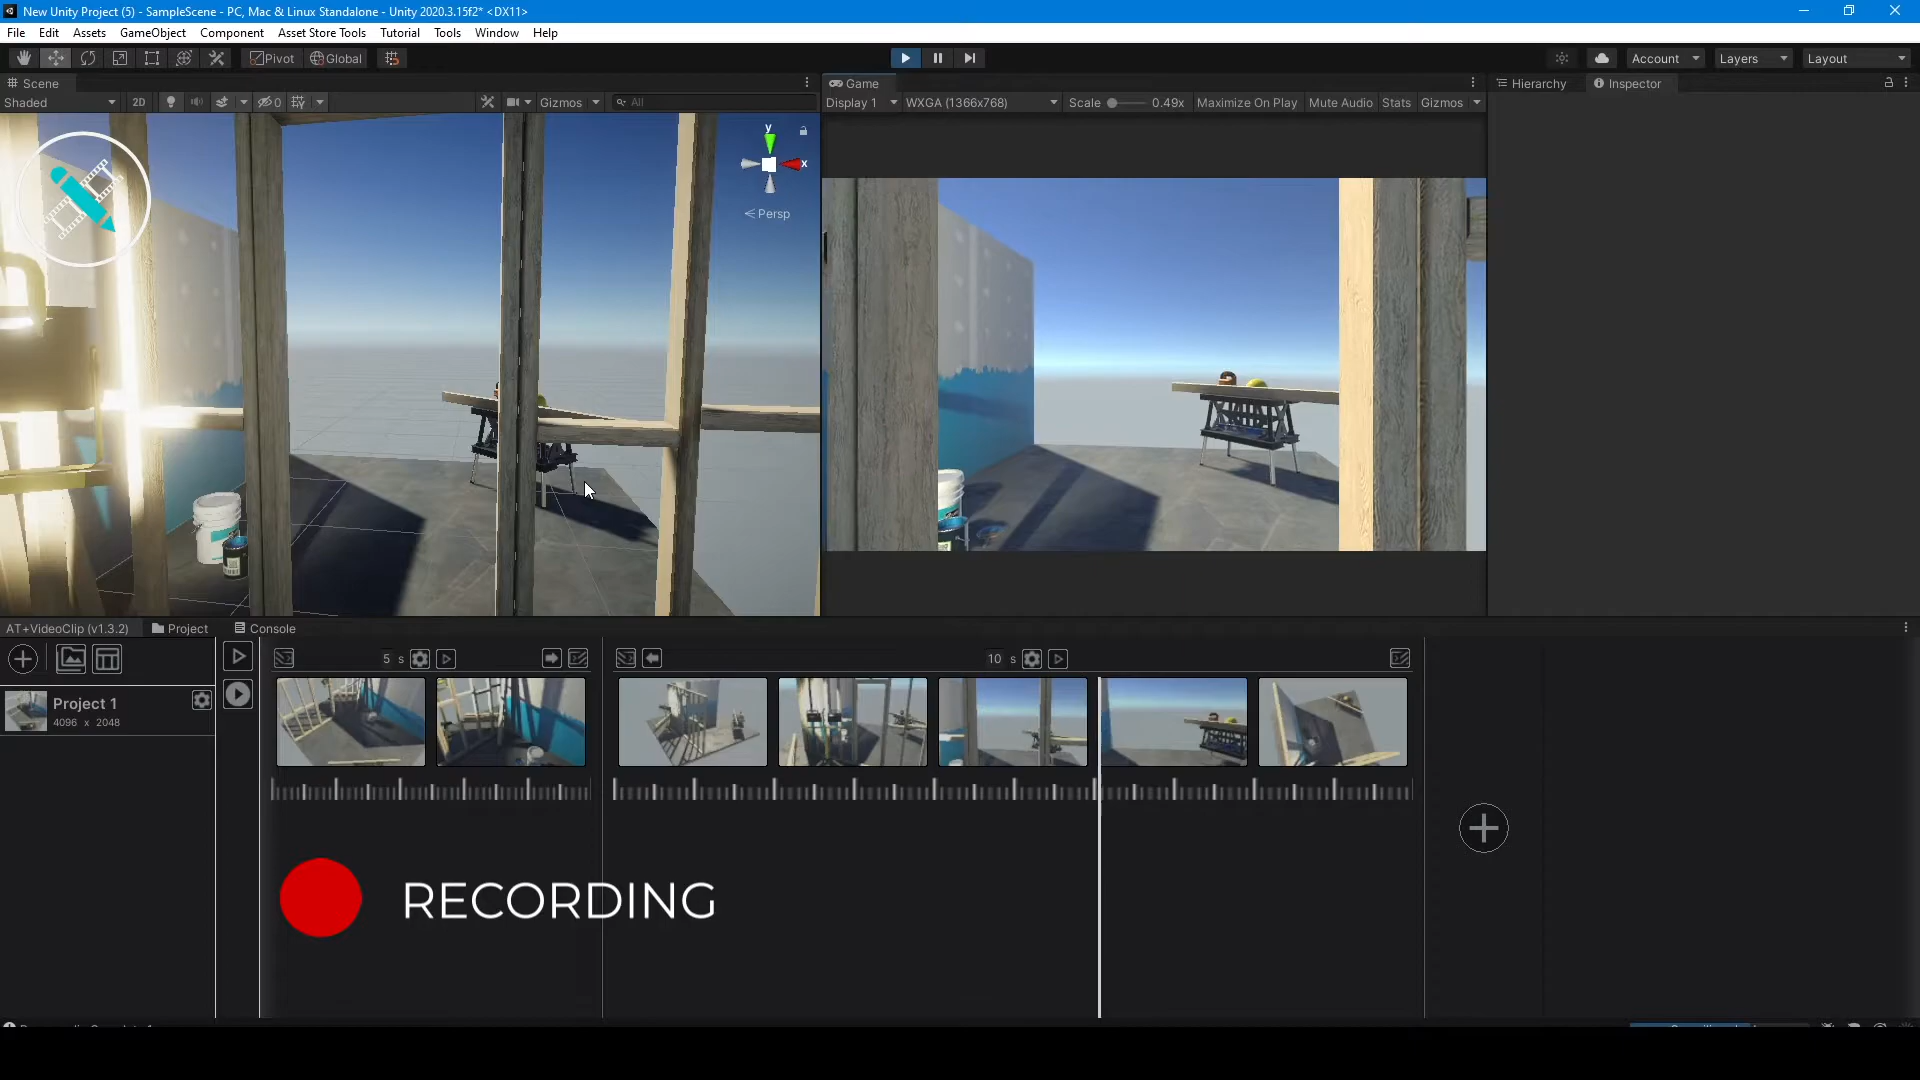 New Unity Project (5) - SampleScene - PC, Mac & Linux Standalone - Unity 2020.3.15f2* <DX11>
File Edit Assets GameObject Component Asset Store Tools Tutorial Tools Window Help
Pivot Global Account Layers Layout
Scene Game Hierarchy Inspector
Shaded 2D 0 Gizmos All Display 1 WXGA (1366x768) Scale 0.49x Maximize On Play Mute Audio Stats Gizmos
y
x
< Persp
AT+VideoClip (v1.3.2) Project Console
5 s 10 s
Project 1
4096 x 2048
RECORDING